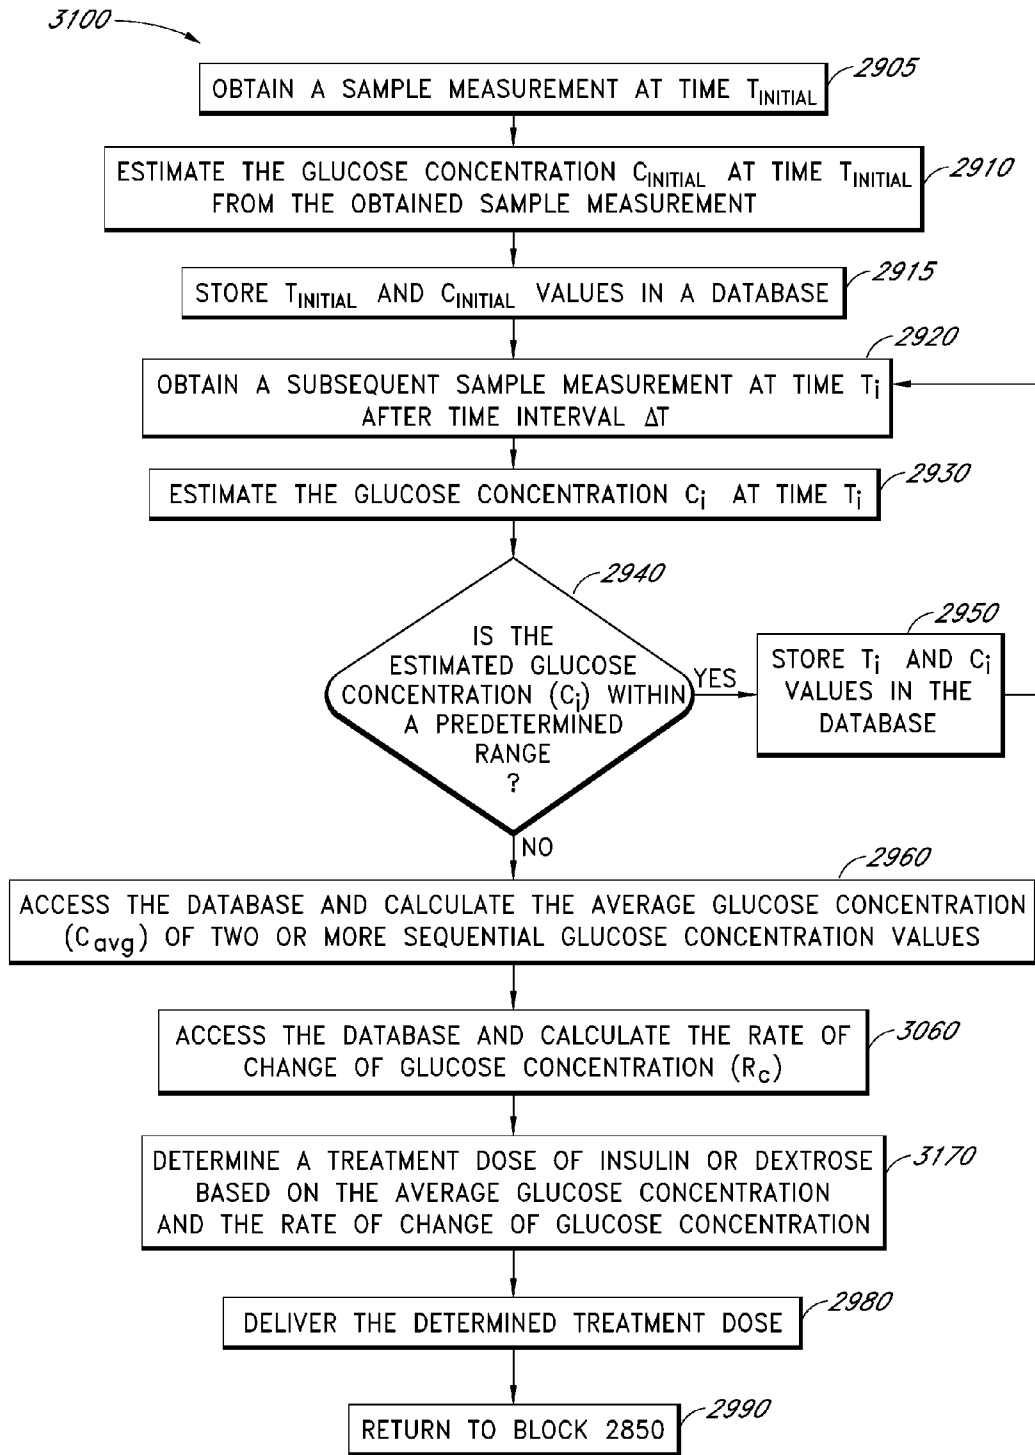 3100
2905
OBTAIN A SAMPLE MEASUREMENT AT TIME TINITIAL
ESTIMATE THE GLUCOSE CONCENTRATION CINITIAL AT TIME TINITIAL
FROM THE OBTAINED SAMPLE MEASUREMENT
2910
2915
STORE TINITIAL AND CINITIAL VALUES IN A DATABASE
2920
OBTAIN A SUBSEQUENT SAMPLE MEASUREMENT AT TIME Ti
AFTER TIME INTERVAL ΔT
2930
ESTIMATE THE GLUCOSE CONCENTRATION Ci AT TIME Ti
2940
IS THE
ESTIMATED GLUCOSE
CONCENTRATION (Ci) WITHIN
A PREDETERMINED
RANGE
?
YES
2950
STORE Ti AND Ci
VALUES IN THE
DATABASE
NO
2960
ACCESS THE DATABASE AND CALCULATE THE AVERAGE GLUCOSE CONCENTRATION
(Cavg) OF TWO OR MORE SEQUENTIAL GLUCOSE CONCENTRATION VALUES
3060
ACCESS THE DATABASE AND CALCULATE THE RATE OF
CHANGE OF GLUCOSE CONCENTRATION (Rc)
3170
DETERMINE A TREATMENT DOSE OF INSULIN OR DEXTROSE
BASED ON THE AVERAGE GLUCOSE CONCENTRATION
AND THE RATE OF CHANGE OF GLUCOSE CONCENTRATION
2980
DELIVER THE DETERMINED TREATMENT DOSE
2990
RETURN TO BLOCK 2850